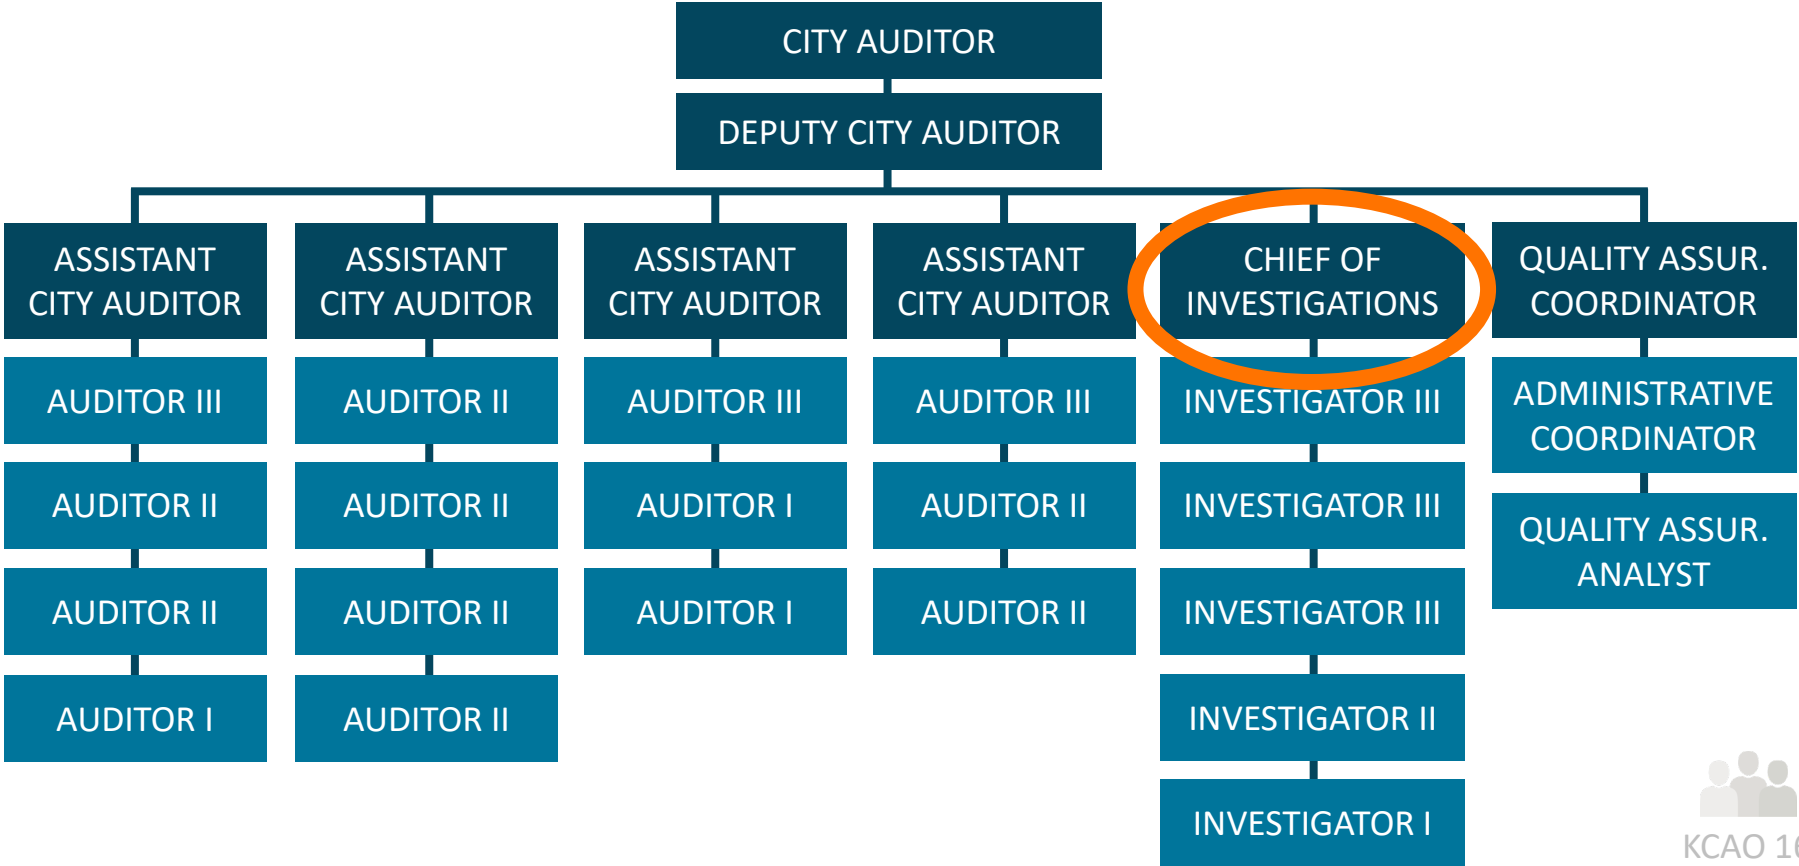 CITY AUDITOR
DEPUTY CITY AUDITOR
ASSISTANT
CITY AUDITOR
AUDITOR III
AUDITOR II
AUDITOR II
AUDITOR I
ASSISTANT
CITY AUDITOR
AUDITOR II
AUDITOR II
AUDITOR II
AUDITOR II
ASSISTANT
CITY AUDITOR
AUDITOR III
AUDITOR I
AUDITOR I
ASSISTANT
CITY AUDITOR
AUDITOR III
AUDITOR II
AUDITOR II
CHIEF OF
INVESTIGATIONS
INVESTIGATOR III
INVESTIGATOR III
INVESTIGATOR III
INVESTIGATOR II
INVESTIGATOR I
QUALITY ASSUR.
COORDINATOR
ADMINISTRATIVE
COORDINATOR
QUALITY ASSUR.
ANALYST
KCAO 16